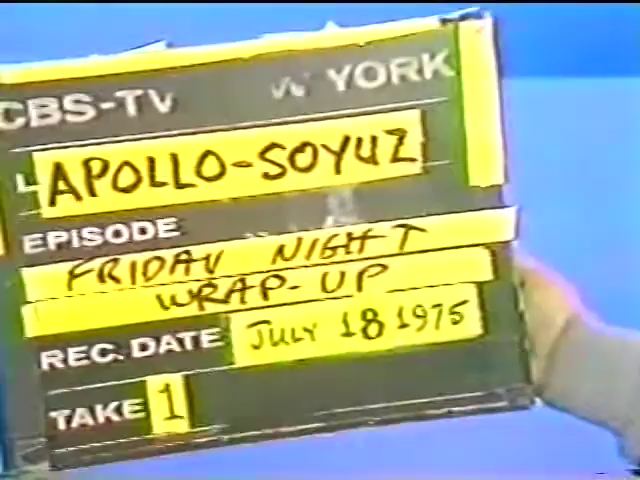 CBS-TV YORK
APOLLO-SOYUZ
EPISODE
FRIDAY NIGHT
WRAP-UP
REC. DATE JULY 18 1975
TAKE 1